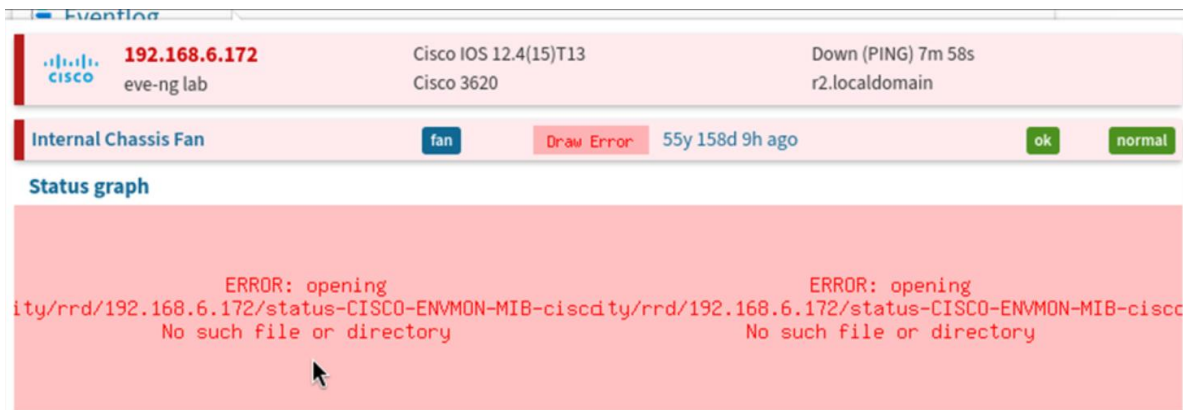 Eventlog
CISCO
192.168.6.172 Cisco IOS 12.4(15)T13 Down (PING) 7m 58s
eve-ng lab Cisco 3620 r2.localdomain
Internal Chassis Fan fan Draw Error 55y 158d 9h ago ok normal
Status graph
ERROR: opening ERROR: opening
ity/rrd/192.168.6.172/status-CISCO-ENVMON-MIB-ciscoity/rrd/192.168.6.172/status-CISCO-ENVMON-MIB-cisco
No such file or directory No such file or directory